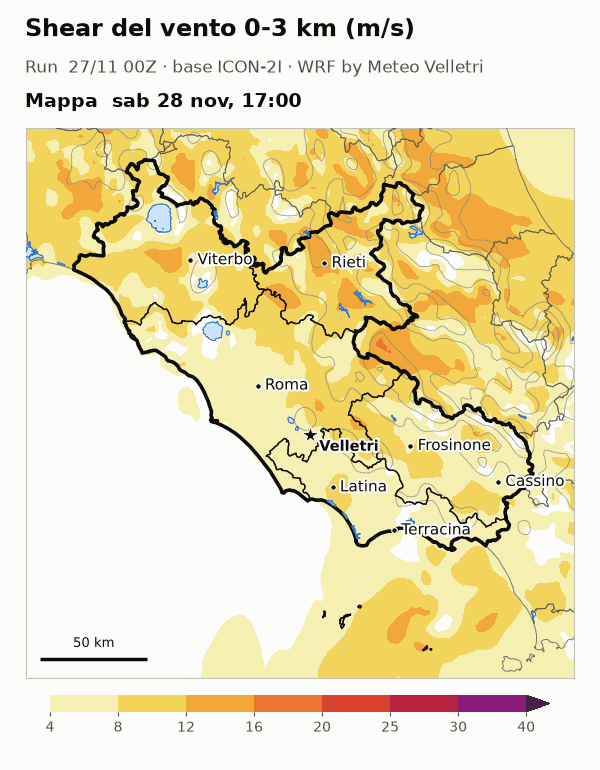 Shear del vento 0-3 km (m/s)
Run 27/11 00Z · base ICON-2I · WRF by Meteo Velletri
Mappa sab 28 nov, 17:00
Viterbo
Rieti
Roma
Velletri
Frosinone
Latina
Cassino
Terracina
50 km
4 8 12 16 20 25 30 40